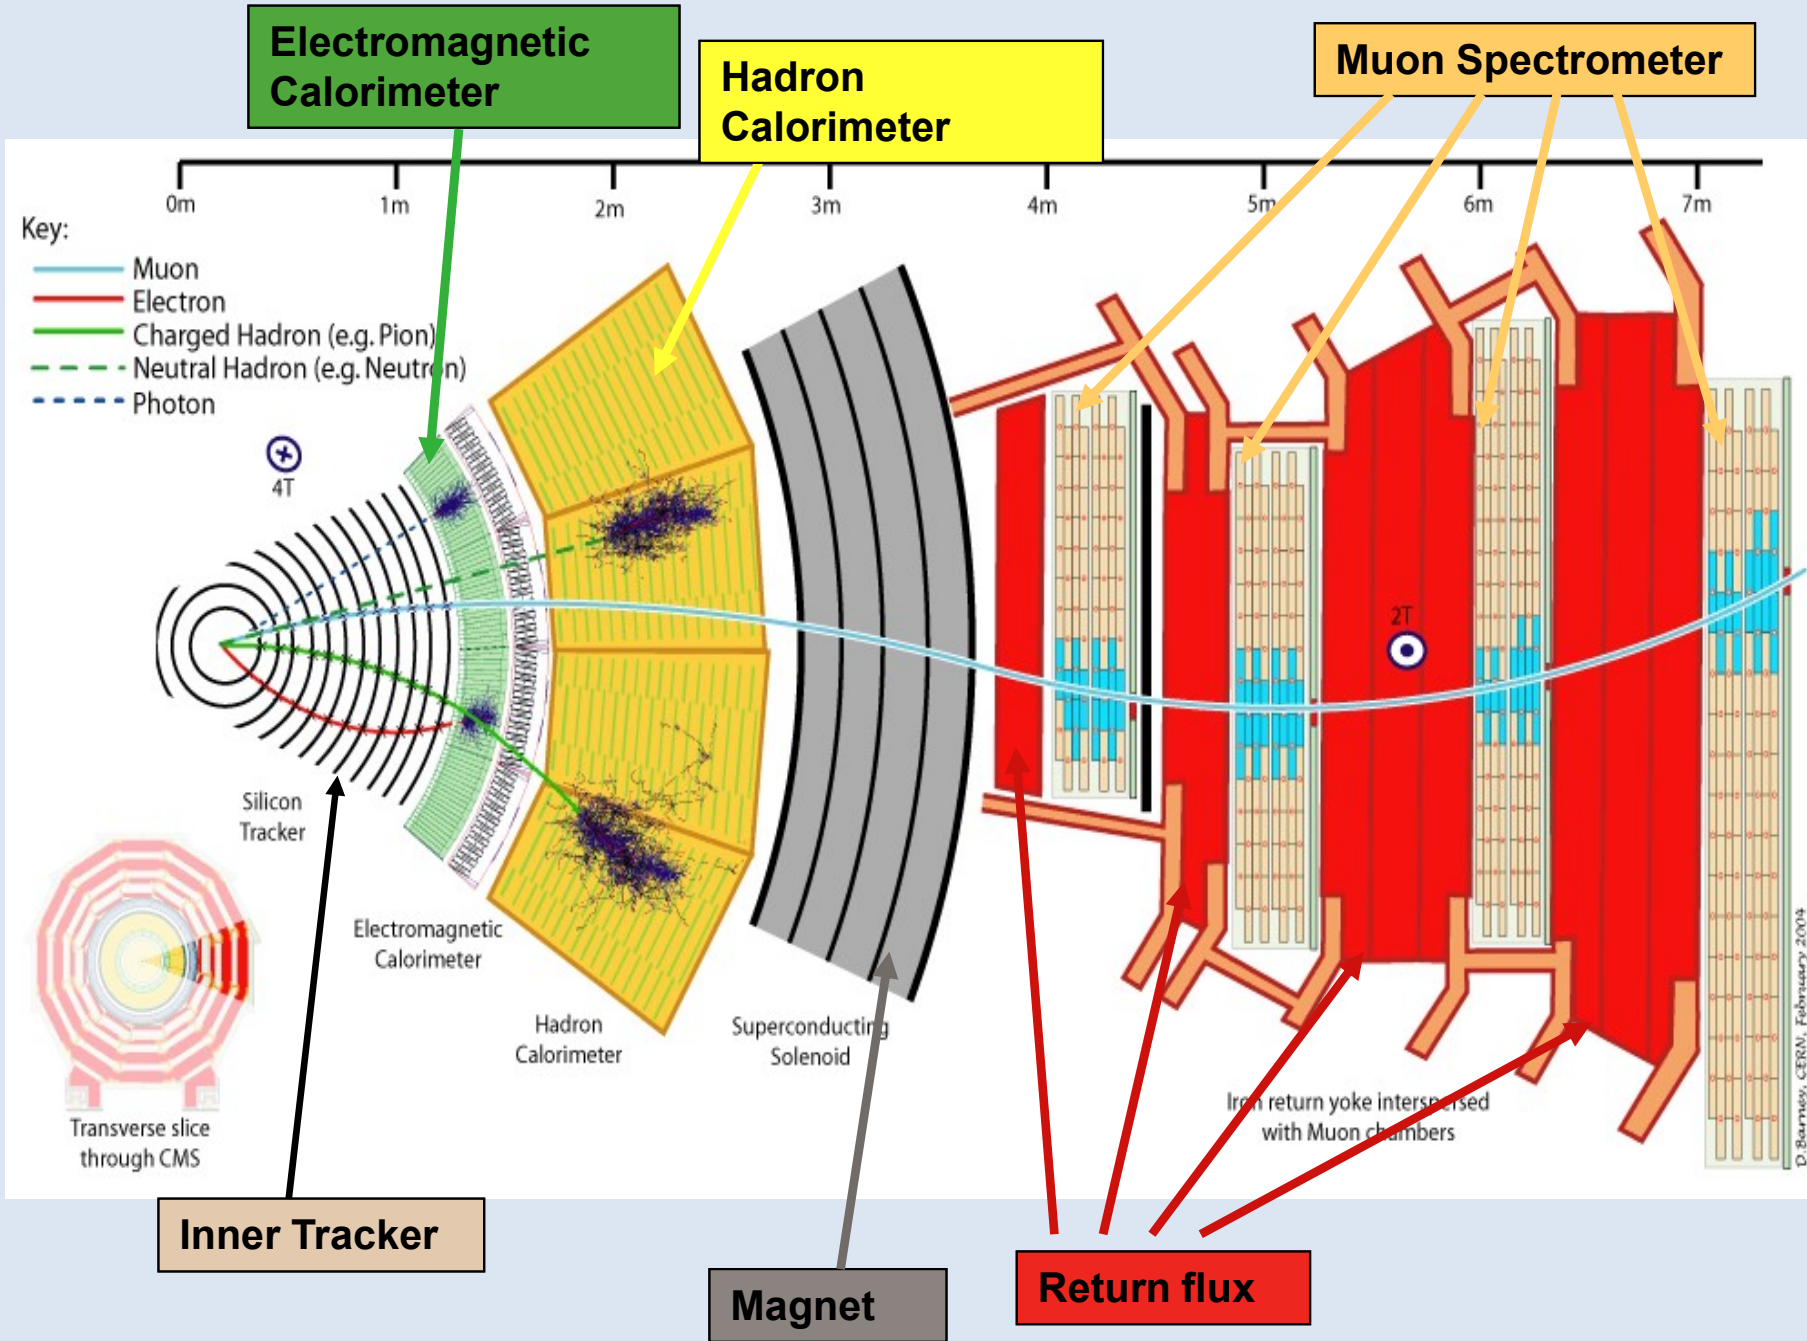 Electromagnetic
Calorimeter
Hadron
Calorimeter
Muon Spectrometer
0m
1m
2m
3m
4m
5m
6m
7m
Key:
Muon
Electron
Charged Hadron (e.g. Pion)
Neutral Hadron (e.g. Neutron)
Photon
4T
2T
Silicon
Tracker
Electromagnetic
Calorimeter
Hadron
Calorimeter
Superconducting
Solenoid
Iron return yoke interspersed
with Muon chambers
Transverse slice
through CMS
D.Barney, CERN, February 2004
Inner Tracker
Magnet
Return flux